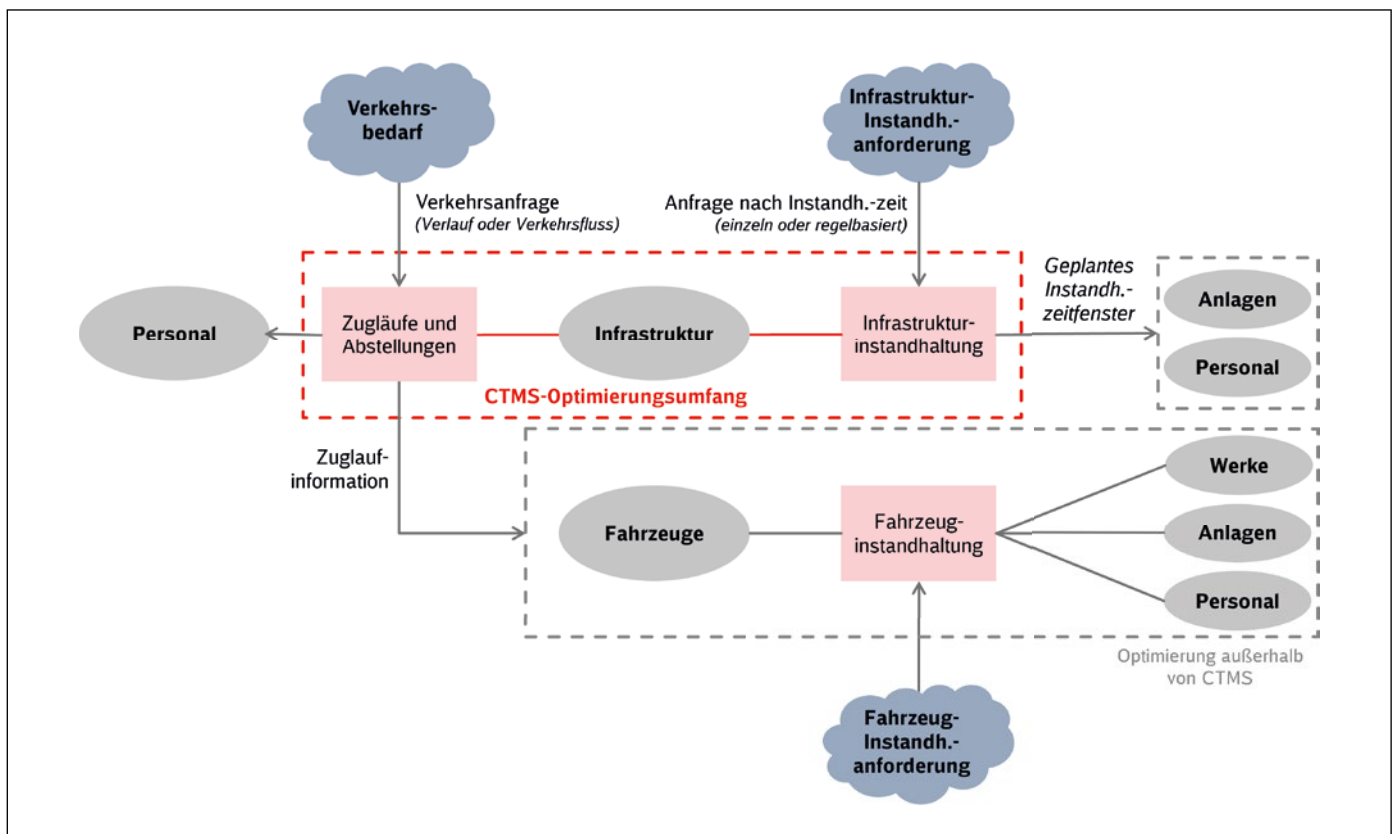 Verkehrs-
bedarf
Infrastruktur-
Instandh.-
anforderung
Verkehrsanfrage
(Verlauf oder Verkehrsfluss)
Anfrage nach Instandh.-zeit
(einzeln oder regelbasiert)
Geplantes
Instandh.-
zeitfenster
Personal
Zugläufe und
Abstellungen
Infrastruktur
Infrastruktur-
instandhaltung
Anlagen
Personal
CTMS-Optimierungsumfang
Zuglauf-
information
Fahrzeuge
Fahrzeug-
instandhaltung
Werke
Anlagen
Personal
Optimierung außerhalb
von CTMS
Fahrzeug-
Instandh.-
anforderung